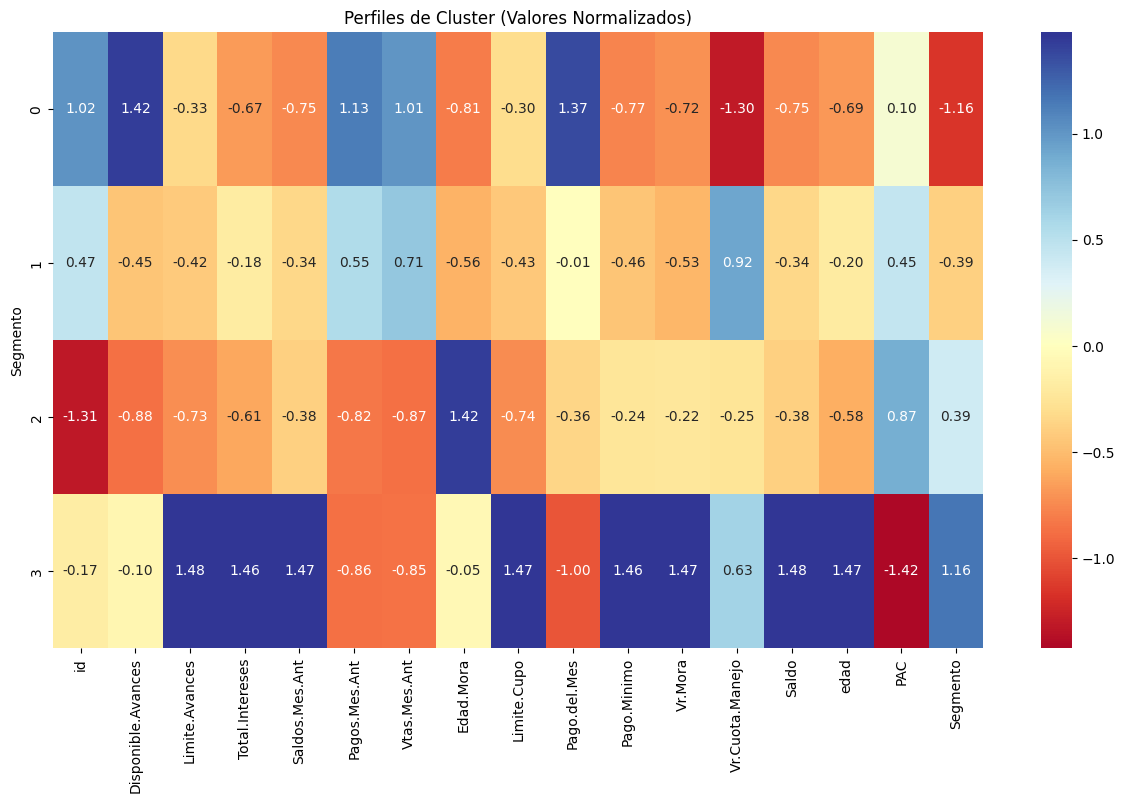 Perfiles de Cluster (Valores Normalizados)
Segmento
0 1.02 1.42 -0.33 -0.67 -0.75 1.13 1.01 -0.81 -0.30 1.37 -0.77 -0.72 -1.30 -0.75 -0.69 0.10 -1.16
1 0.47 -0.45 -0.42 -0.18 -0.34 0.55 0.71 -0.56 -0.43 -0.01 -0.46 -0.53 0.92 -0.34 -0.20 0.45 -0.39
2 -1.31 -0.88 -0.73 -0.61 -0.38 -0.82 -0.87 1.42 -0.74 -0.36 -0.24 -0.22 -0.25 -0.38 -0.58 0.87 0.39
3 -0.17 -0.10 1.48 1.46 1.47 -0.86 -0.85 -0.05 1.47 -1.00 1.46 1.47 0.63 1.48 1.47 -1.42 1.16
id
Disponible.Avances
Limite.Avances
Total.Intereses
Saldos.Mes.Ant
Pagos.Mes.Ant
Vtas.Mes.Ant
Edad.Mora
Limite.Cupo
Pago.del.Mes
Pago.Minimo
Vr.Mora
Vr.Cuota.Manejo
Saldo
edad
PAC
Segmento
1.0
0.5
0.0
-0.5
-1.0